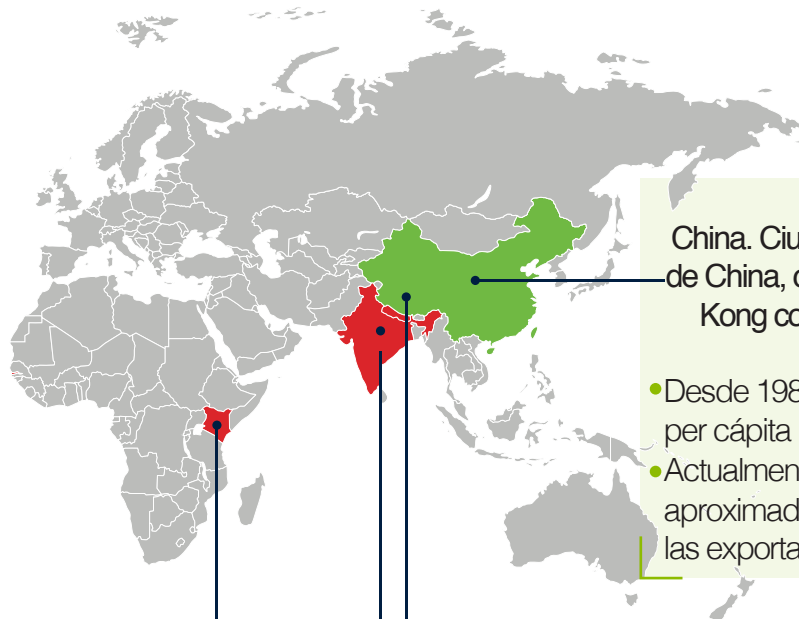 China. Ciu
de China, c
Kong co
•Desde 198
per cápita
•Actualmen
aproximad
las exporta